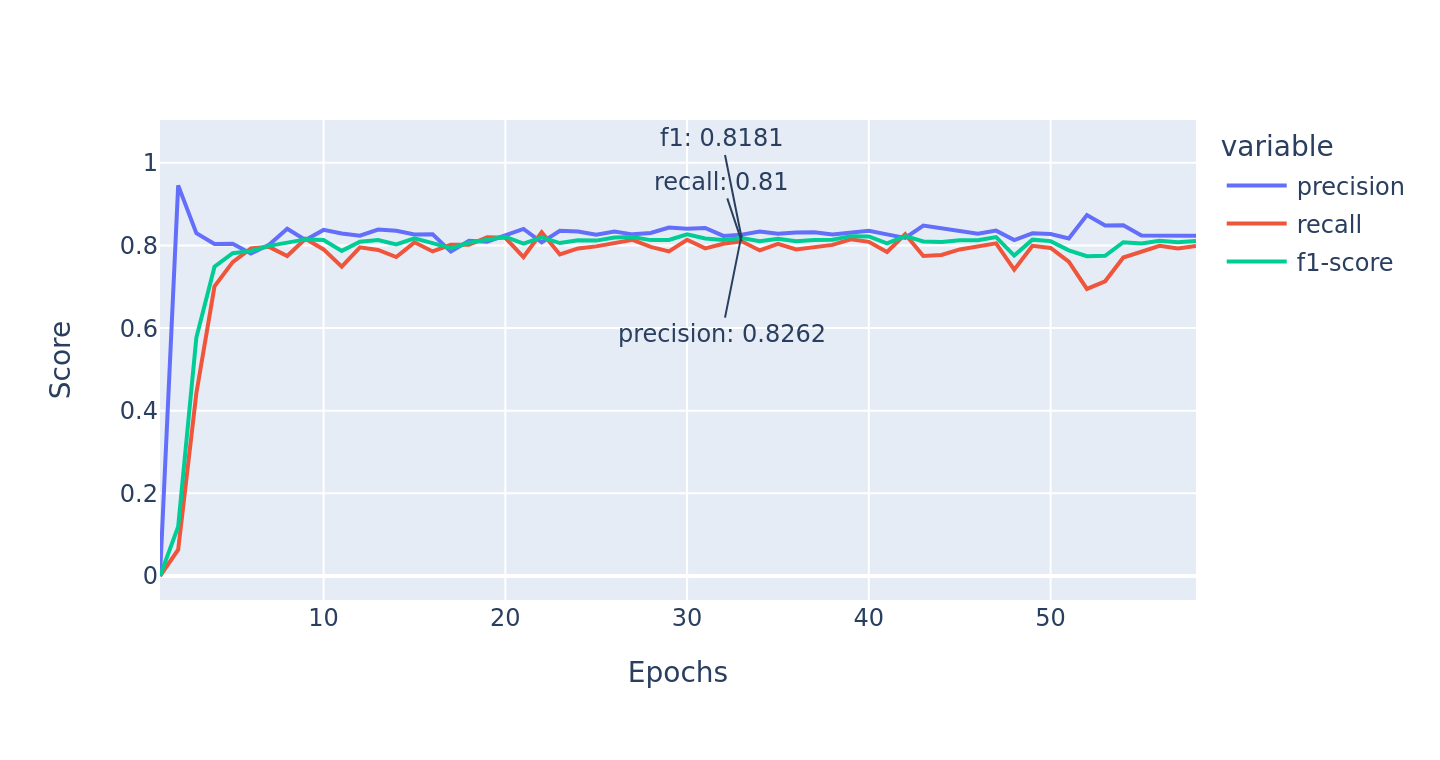 f1: 0.8181
recall: 0.81
precision: 0.8262
1
0.8
0.6
0.4
0.2
0
10 20 30 40 50
Score
Epochs
variable
precision
recall
f1-score